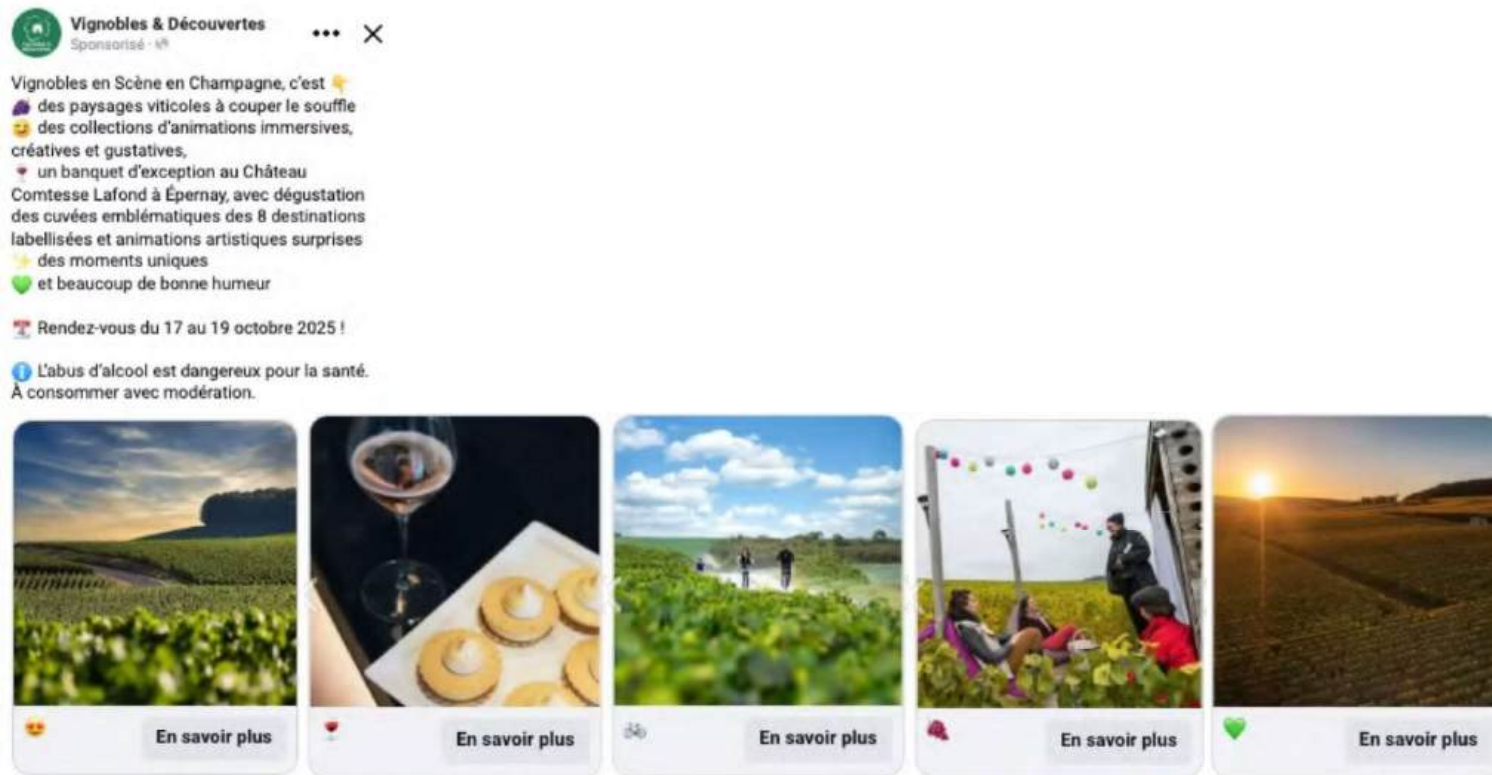 Vignobles & Découvertes
Sponsorisé ·
Vignobles en Scène en Champagne, c'est 👇
🍇 des paysages viticoles à couper le souffle
😋 des collections d'animations immersives,
créatives et gustatives,
🍷 un banquet d'exception au Château
Comtesse Lafond à Épernay, avec dégustation
des cuvées emblématiques des 8 destinations
labellisées et animations artistiques surprises
✨ des moments uniques
💚 et beaucoup de bonne humeur
📆 Rendez-vous du 17 au 19 octobre 2025 !
ℹ️ L'abus d'alcool est dangereux pour la santé.
À consommer avec modération.
😍 En savoir plus
🍷 En savoir plus
🚲 En savoir plus
🍇 En savoir plus
💚 En savoir plus